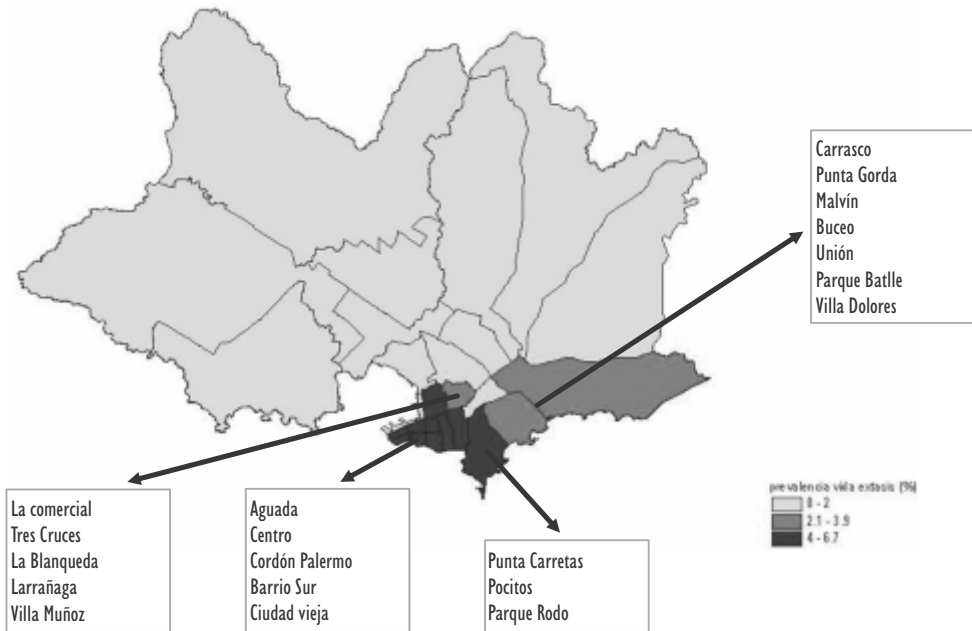 Carrasco
Punta Gorda
Malvín
Buceo
Unión
Parque Batlle
Villa Dolores
La comercial
Tres Cruces
La Blanqueda
Larrañaga
Villa Muñoz
Aguada
Centro
Cordón Palermo
Barrio Sur
Ciudad vieja
Punta Carretas
Pocitos
Parque Rodo
prevalencia vida extasis (%)
0 - 2
2.1 - 3.9
4 - 6.7